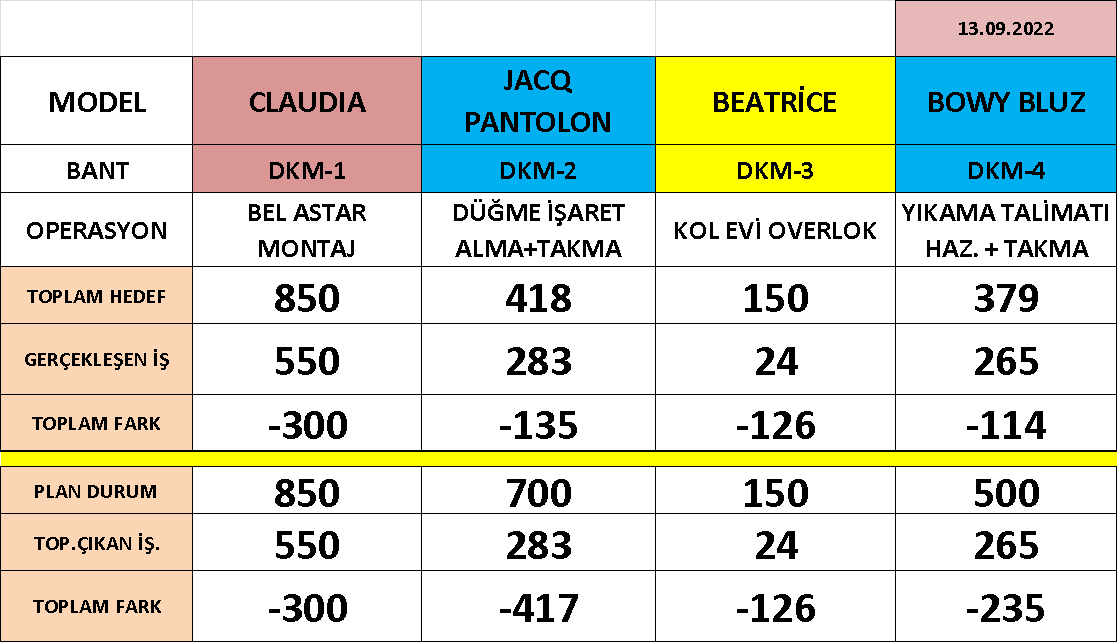 13.09.2022
MODEL CLAUDIA JACQ PANTOLON BEATRİCE BOWY BLUZ
BANT DKM-1 DKM-2 DKM-3 DKM-4
OPERASYON BEL ASTAR MONTAJ DÜĞME İŞARET ALMA+TAKMA KOL EVİ OVERLOK YIKAMA TALİMATI HAZ. + TAKMA
TOPLAM HEDEF 850 418 150 379
GERÇEKLEŞEN İŞ 550 283 24 265
TOPLAM FARK -300 -135 -126 -114
PLAN DURUM 850 700 150 500
TOP.ÇIKAN İŞ. 550 283 24 265
TOPLAM FARK -300 -417 -126 -235